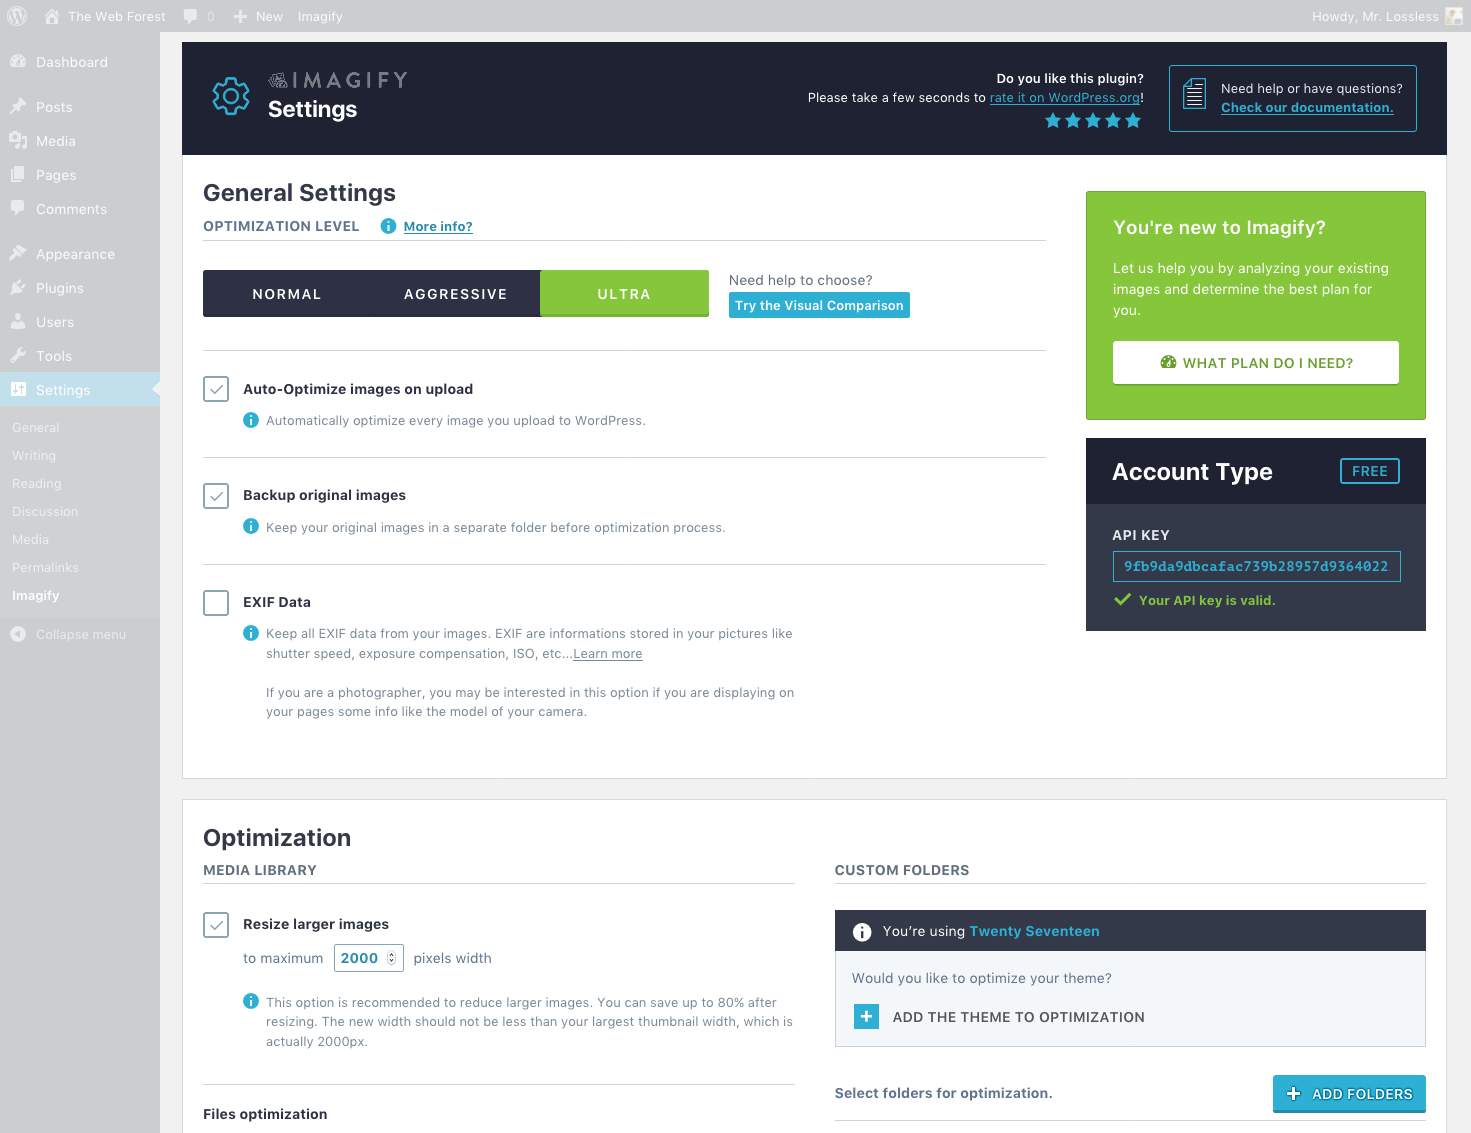 The Web Forest
0
New
Imagify
Howdy, Mr. Lossless
Dashboard
Posts
Media
Pages
Comments
Appearance
Plugins
Users
Tools
Settings
General
Writing
Reading
Discussion
Media
Permalinks
Imagify
Collapse menu
IMAGIFY
Settings
Do you like this plugin?
Please take a few seconds to rate it on WordPress.org!
Need help or have questions?
Check our documentation.
General Settings
OPTIMIZATION LEVEL
More info?
NORMAL
AGGRESSIVE
ULTRA
Need help to choose?
Try the Visual Comparison
Auto-Optimize images on upload
Automatically optimize every image you upload to WordPress.
Backup original images
Keep your original images in a separate folder before optimization process.
EXIF Data
Keep all EXIF data from your images. EXIF are informations stored in your pictures like
shutter speed, exposure compensation, ISO, etc...Learn more
If you are a photographer, you may be interested in this option if you are displaying on
your pages some info like the model of your camera.
You're new to Imagify?
Let us help you by analyzing your existing
images and determine the best plan for
you.
WHAT PLAN DO I NEED?
Account Type
FREE
API KEY
9fb9da9dbcafac739b28957d9364022
Your API key is valid.
Optimization
MEDIA LIBRARY
Resize larger images
to maximum 2000 pixels width
This option is recommended to reduce larger images. You can save up to 80% after
resizing. The new width should not be less than your largest thumbnail width, which is
actually 2000px.
Files optimization
CUSTOM FOLDERS
You’re using Twenty Seventeen
Would you like to optimize your theme?
ADD THE THEME TO OPTIMIZATION
Select folders for optimization.
ADD FOLDERS